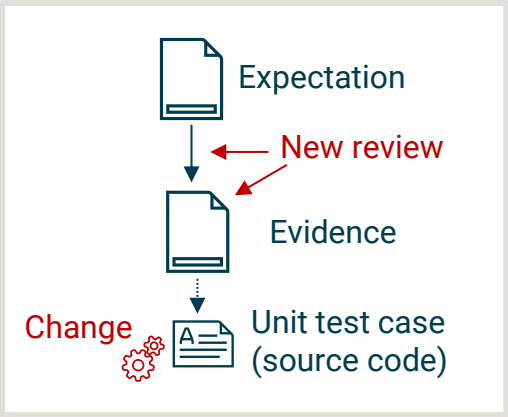 Expectation
New review
Evidence
Change
Unit test case
(source code)
A